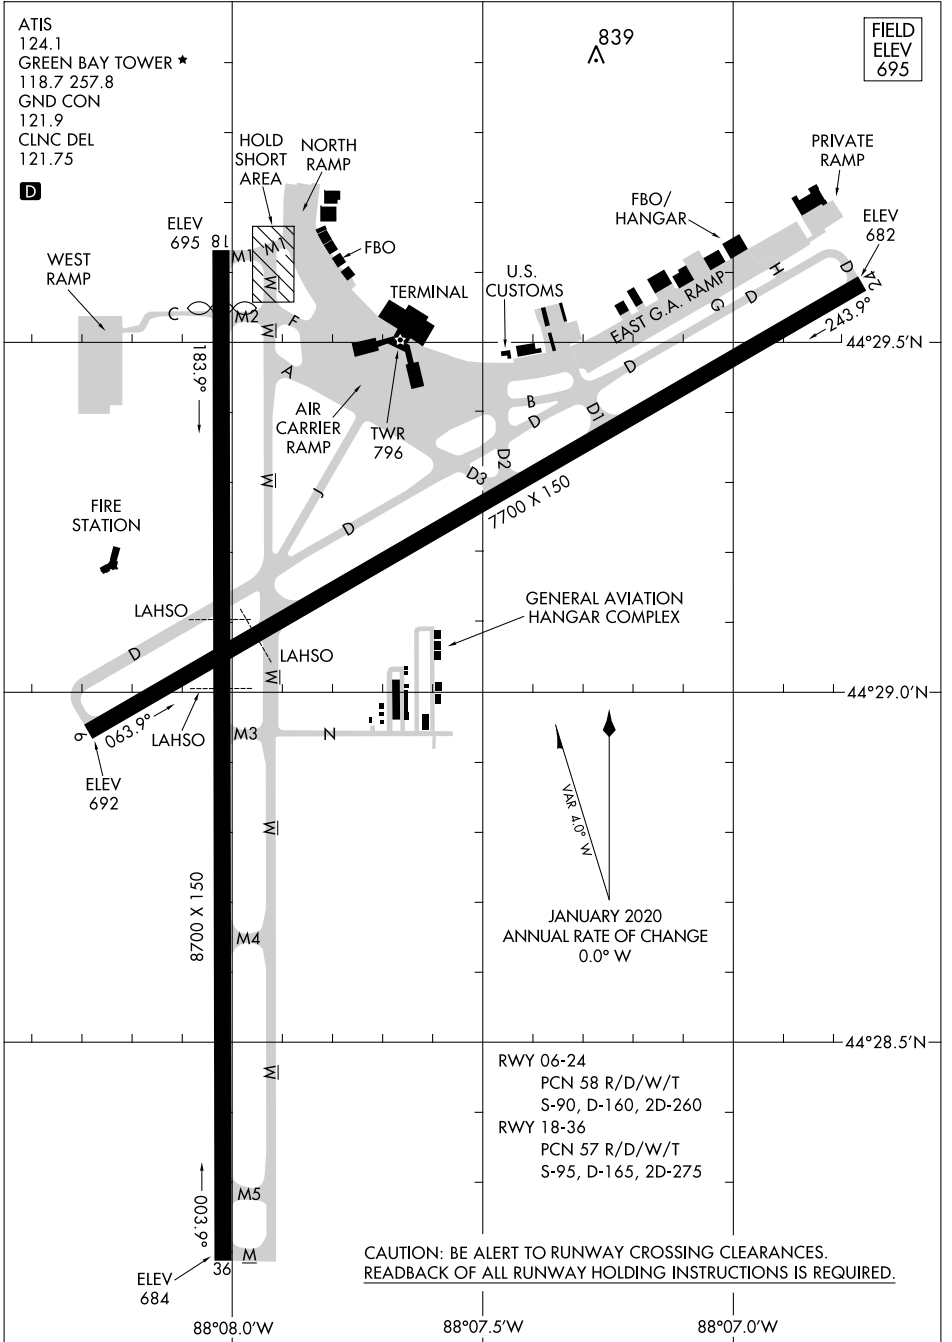 ATIS
124.1
GREEN BAY TOWER ★
118.7 257.8
GND CON
121.9
CLNC DEL
121.75
D
839
FIELD
ELEV
695
HOLD
SHORT
AREA
NORTH
RAMP
PRIVATE
RAMP
FBO/
HANGAR
ELEV
682
ELEV
695
18
M1
M1
FBO
WEST
RAMP
W
C
M2
W
F
TERMINAL
U.S.
CUSTOMS
EAST G.A. RAMP
H
G
D
D
24
243.9°
44°29.5'N
183.9°
A
AIR
CARRIER
RAMP
TWR
796
B
D
D
D1
D2
D3
W
J
D
7700 X 150
FIRE
STATION
LAHSO
LAHSO
LAHSO
D
W
GENERAL AVIATION
HANGAR COMPLEX
44°29.0'N
063.9°
6
M3
N
ELEV
692
W
VAR 4.0° W
JANUARY 2020
ANNUAL RATE OF CHANGE
0.0° W
8700 X 150
M4
44°28.5'N
W
RWY 06-24
PCN 58 R/D/W/T
S-90, D-160, 2D-260
RWY 18-36
PCN 57 R/D/W/T
S-95, D-165, 2D-275
M5
003.9°
M
36
ELEV
684
CAUTION: BE ALERT TO RUNWAY CROSSING CLEARANCES.
READBACK OF ALL RUNWAY HOLDING INSTRUCTIONS IS REQUIRED.
88°08.0'W
88°07.5'W
88°07.0'W